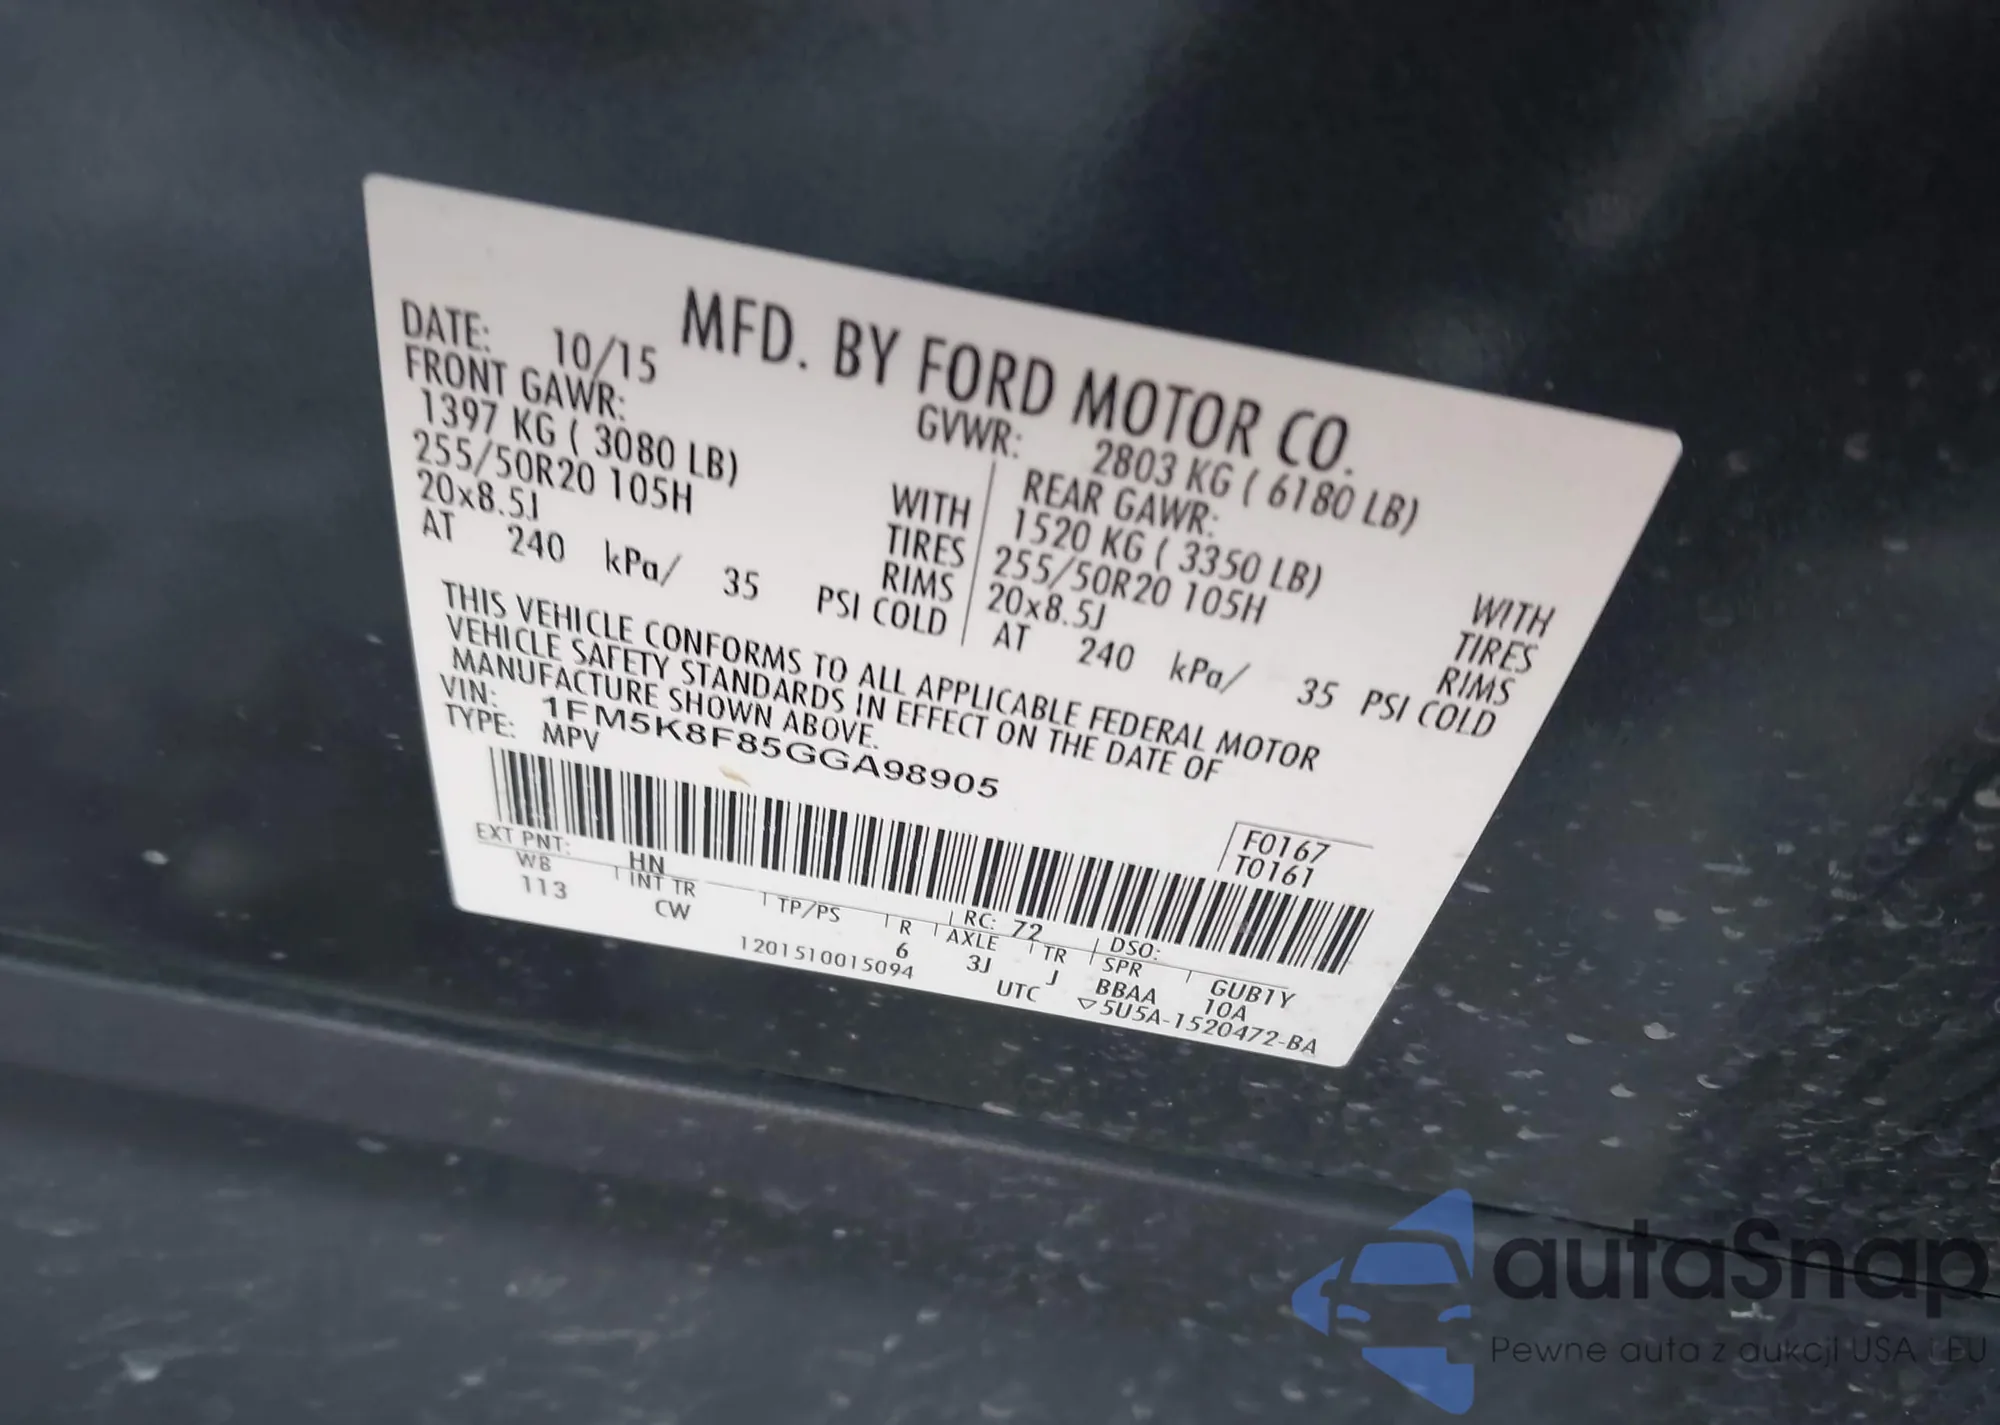 MFD. BY FORD MOTOR CO.
DATE: 10/15
GVWR: 2803 KG ( 6180 LB)
FRONT GAWR:
1397 KG ( 3080 LB) WITH
255/50R20 105H TIRES
20x8.5J RIMS
AT 240 kPa/ 35 PSI COLD
REAR GAWR:
1520 KG ( 3350 LB) WITH
255/50R20 105H TIRES
20x8.5J RIMS
AT 240 kPa/ 35 PSI COLD
THIS VEHICLE CONFORMS TO ALL APPLICABLE FEDERAL MOTOR
VEHICLE SAFETY STANDARDS IN EFFECT ON THE DATE OF
MANUFACTURE SHOWN ABOVE.
VIN: 1FM5K8F85GGA98905
TYPE: MPV
F0167
T0161
EXT PNT: HN RC: 72 DSO:
WB INT TR TP/PS R AXLE TR SPR GUB1Y
113 CW 6 3J J BBAA 10A
1201510015094 UTC ▽5U5A-1520472-BA
autaSnap
Pewne auta z aukcji USA i EU